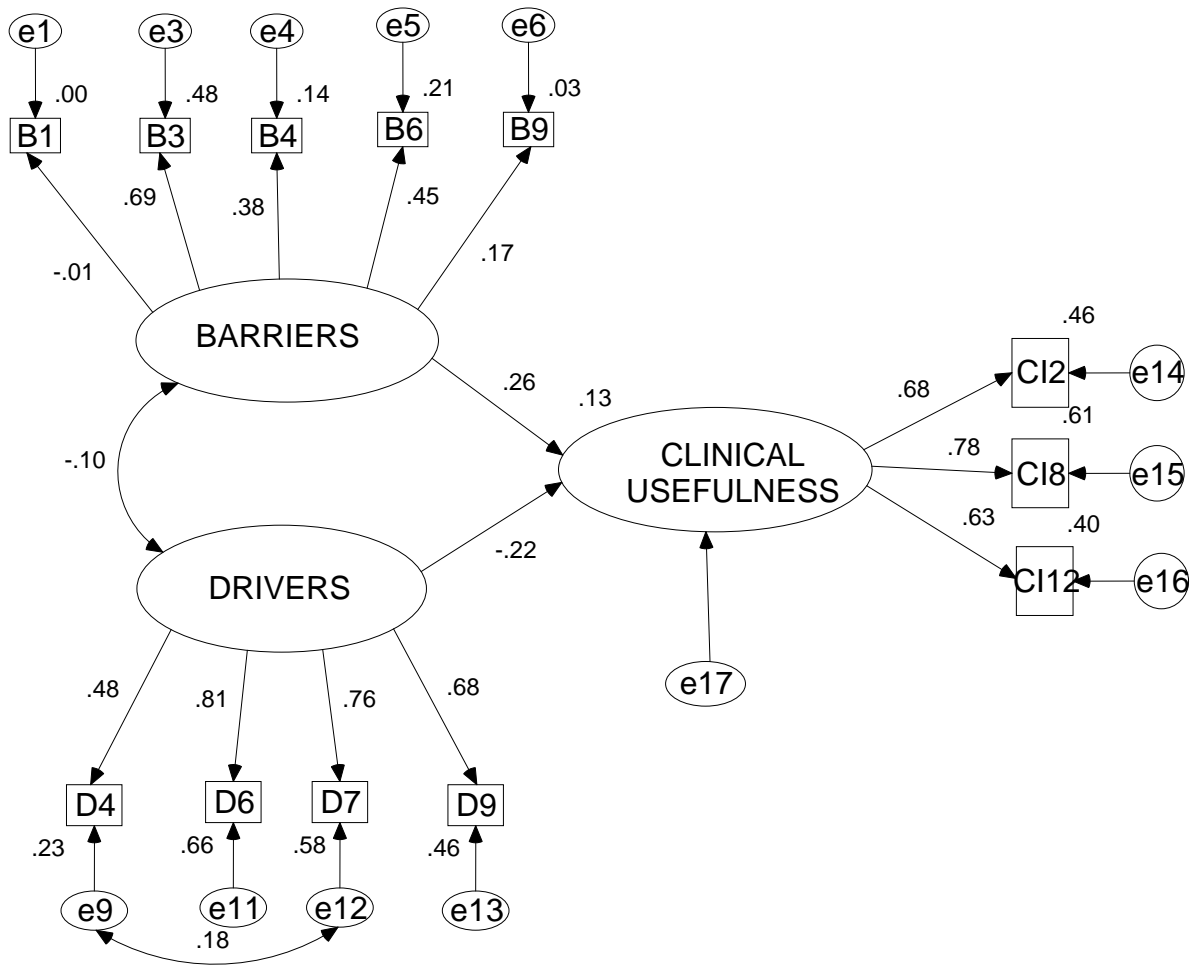 e1 e3 e4 e5 e6
.00 .48 .14 .21 .03
B1 B3 B4 B6 B9
.69 .38 .45 .17
-.01
BARRIERS
.26
.13
-.10
CLINICAL
USEFULNESS
-.22
DRIVERS
.46
.68
CI2
e14
.61
.78
CI8
e15
.63
.40
CI12
e16
e17
.48 .81 .76 .68
D4 D6 D7 D9
.23 .66 .58 .46
e9 e11 e12 e13
.18